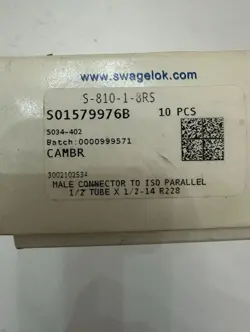 www.swagelok.com
S-810-1-8RS
S01579976B 10 PCS
S034-402
Batch:0000999571
CAMBR
3002102534
MALE CONNECTOR TO ISO PARALLEL
1/2 TUBE X 1/2-14 R228